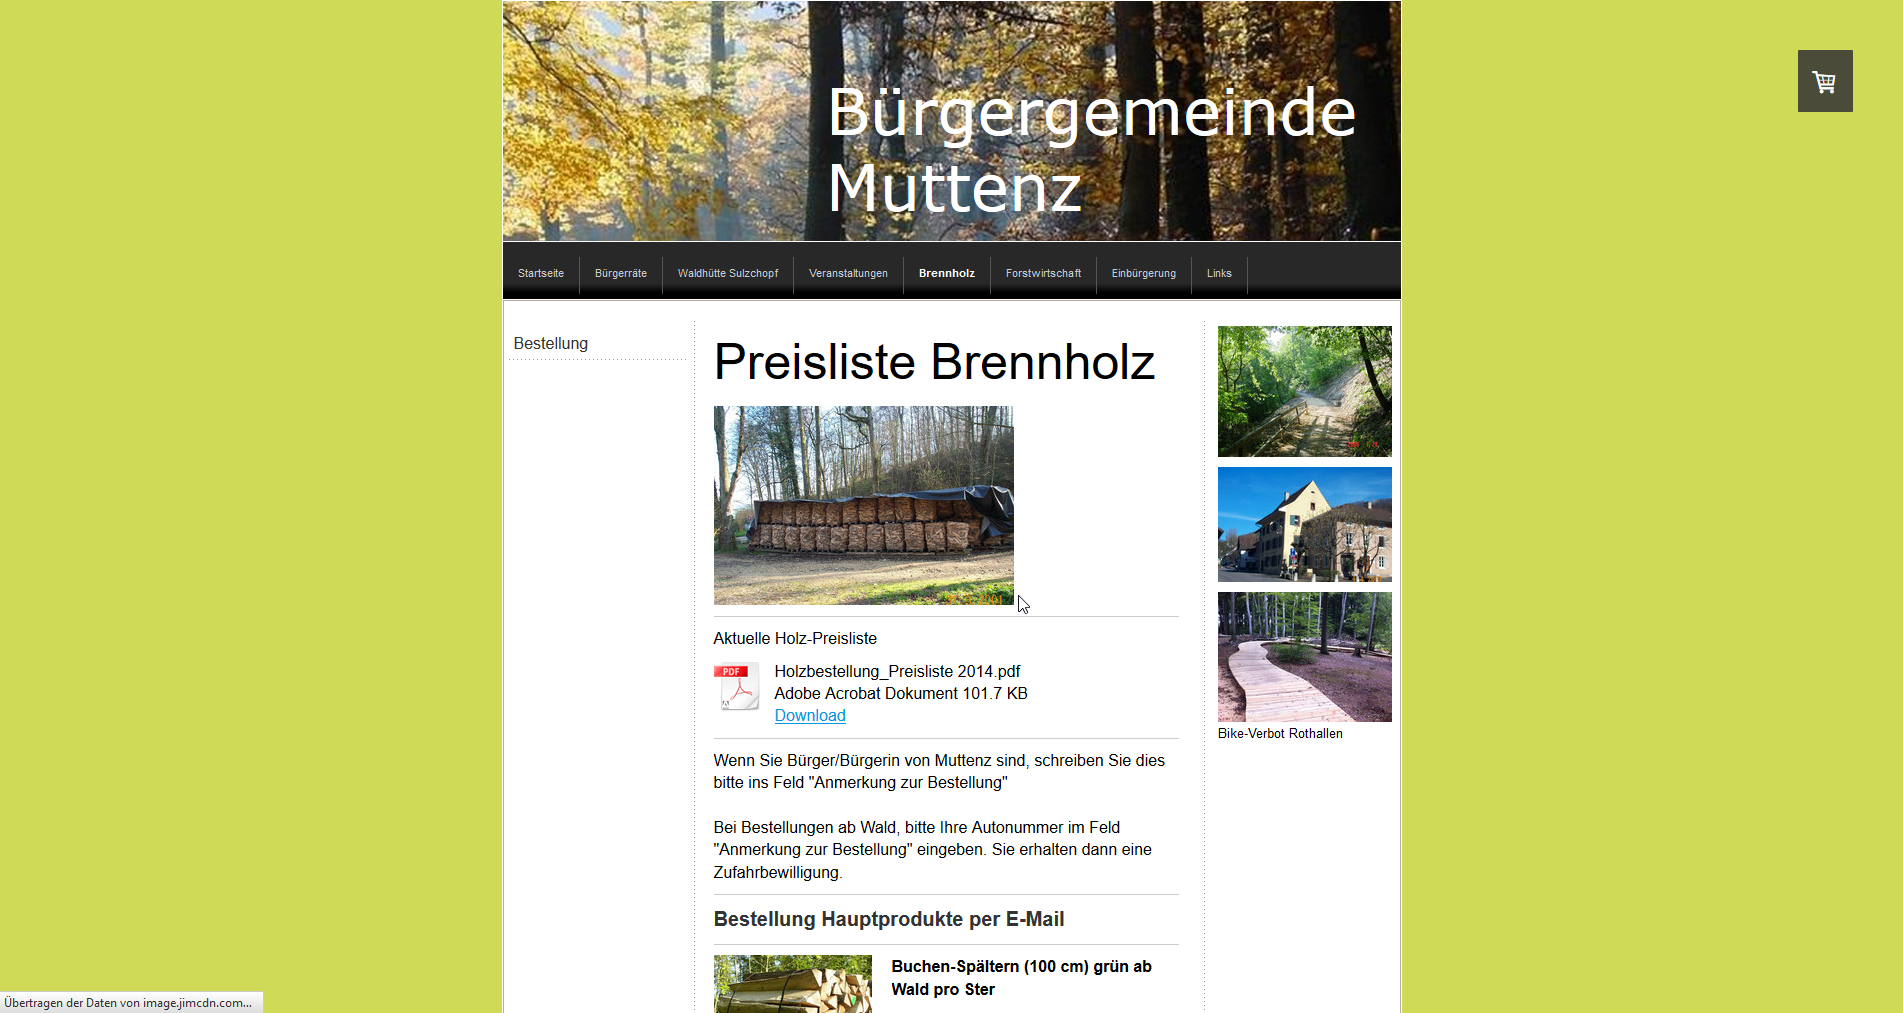 Bürgergemeinde
Muttenz
Startseite
Bürgerräte
Waldhütte Sulzchopf
Veranstaltungen
Brennholz
Forstwirtschaft
Einbürgerung
Links
Bestellung
Preisliste Brennholz
Aktuelle Holz-Preisliste
PDF
Holzbestellung_Preisliste 2014.pdf
Adobe Acrobat Dokument 101.7 KB
Download
Wenn Sie Bürger/Bürgerin von Muttenz sind, schreiben Sie dies
bitte ins Feld "Anmerkung zur Bestellung"
Bei Bestellungen ab Wald, bitte Ihre Autonummer im Feld
"Anmerkung zur Bestellung" eingeben. Sie erhalten dann eine
Zufahrbewilligung.
Bestellung Hauptprodukte per E-Mail
Buchen-Spältern (100 cm) grün ab
Wald pro Ster
Bike-Verbot Rothallen
Übertragen der Daten von image.jimcdn.com...